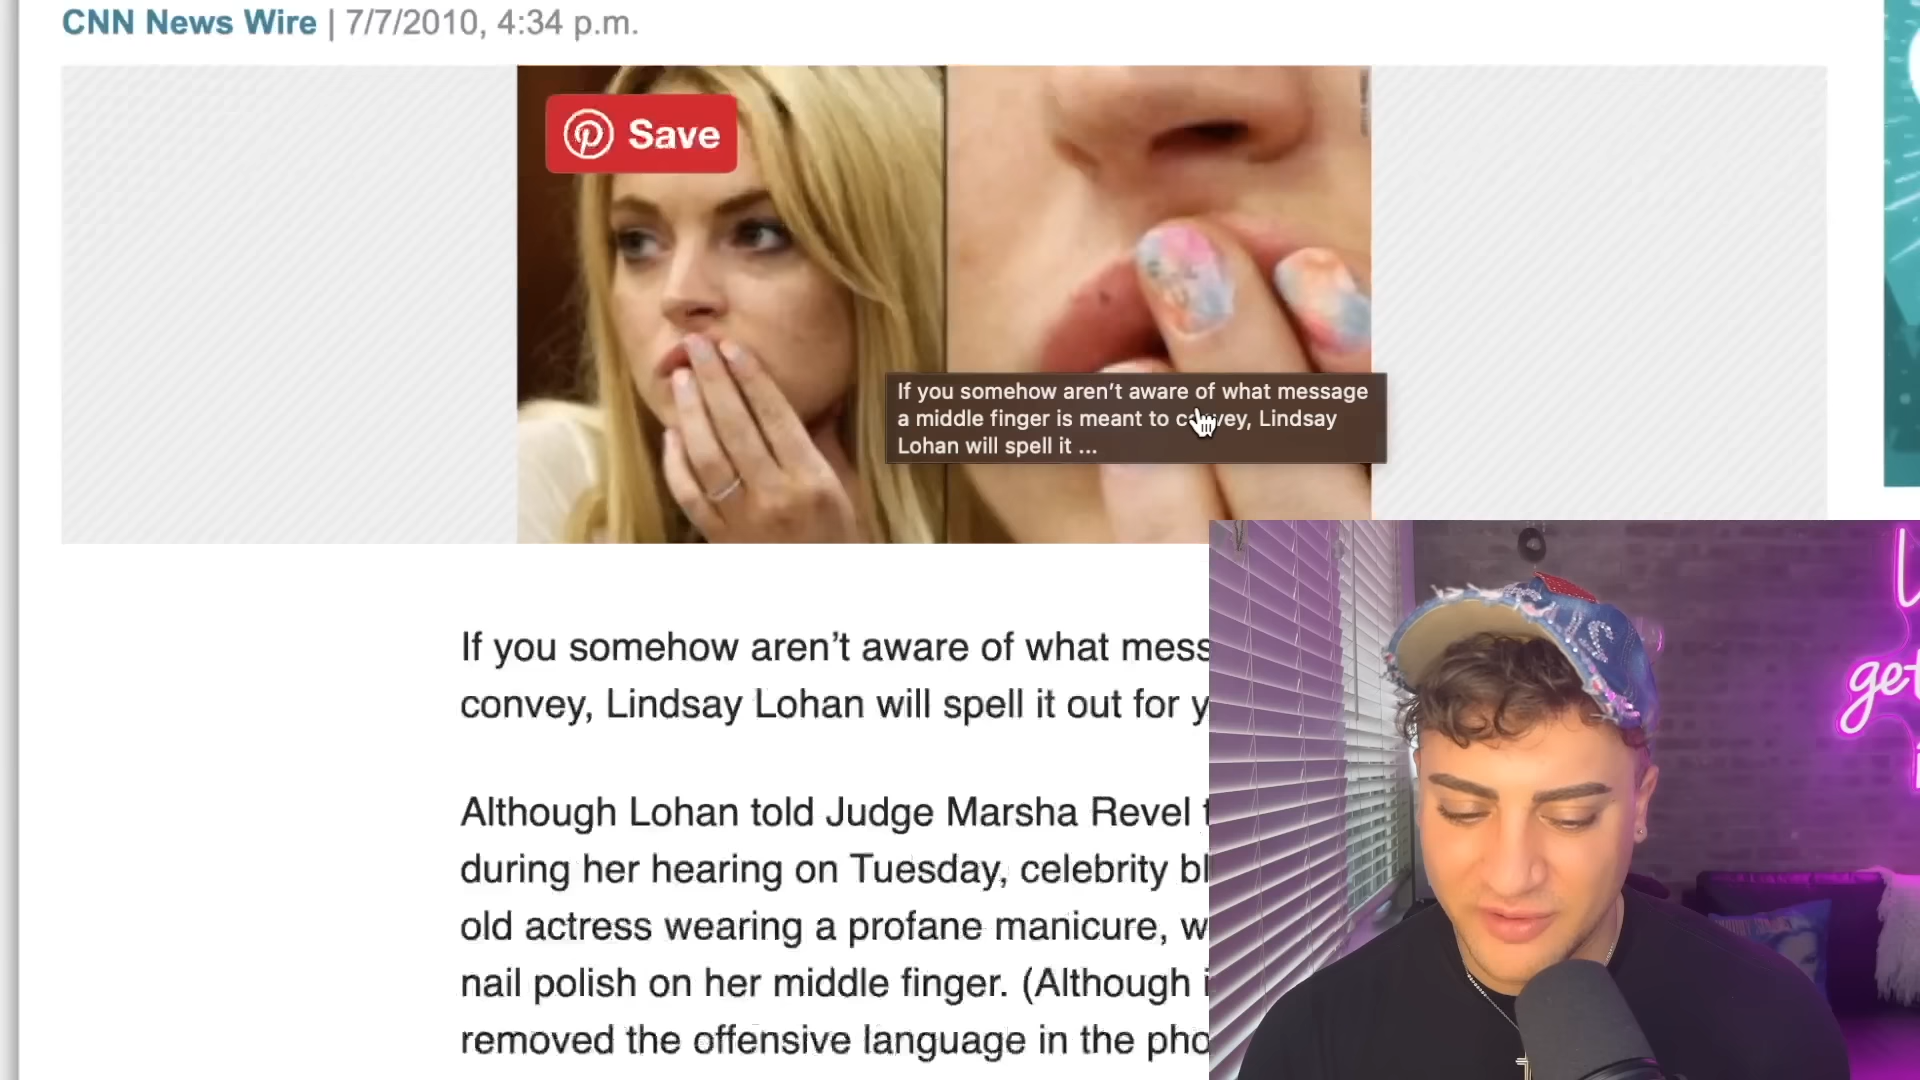 CNN News Wire | 7/7/2010, 4:34 p.m.
Save
If you somehow aren't aware of what message
a middle finger is meant to convey, Lindsay
Lohan will spell it ...
If you somehow aren't aware of what mess
convey, Lindsay Lohan will spell it out for y
Although Lohan told Judge Marsha Revel t
during her hearing on Tuesday, celebrity bl
old actress wearing a profane manicure, w
nail polish on her middle finger. (Although i
removed the offensive language in the pho
get